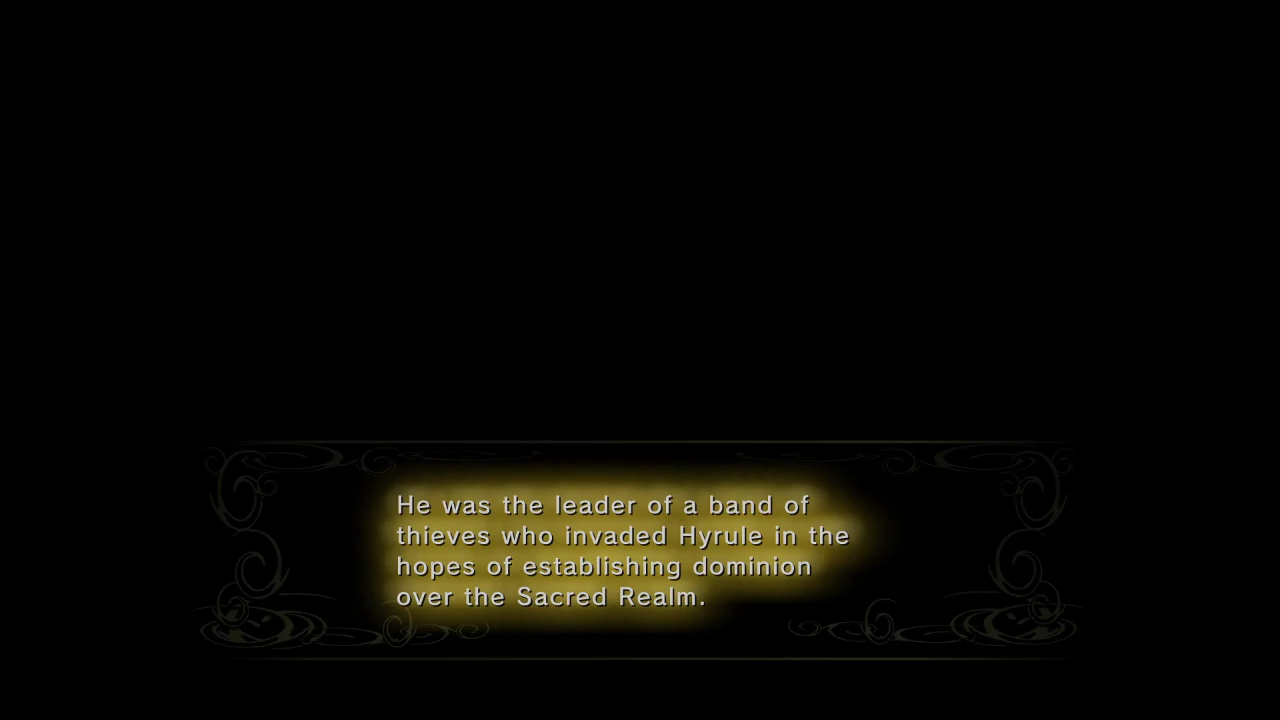 He was the leader of a band of
thieves who invaded Hyrule in the
hopes of establishing dominion
over the Sacred Realm.